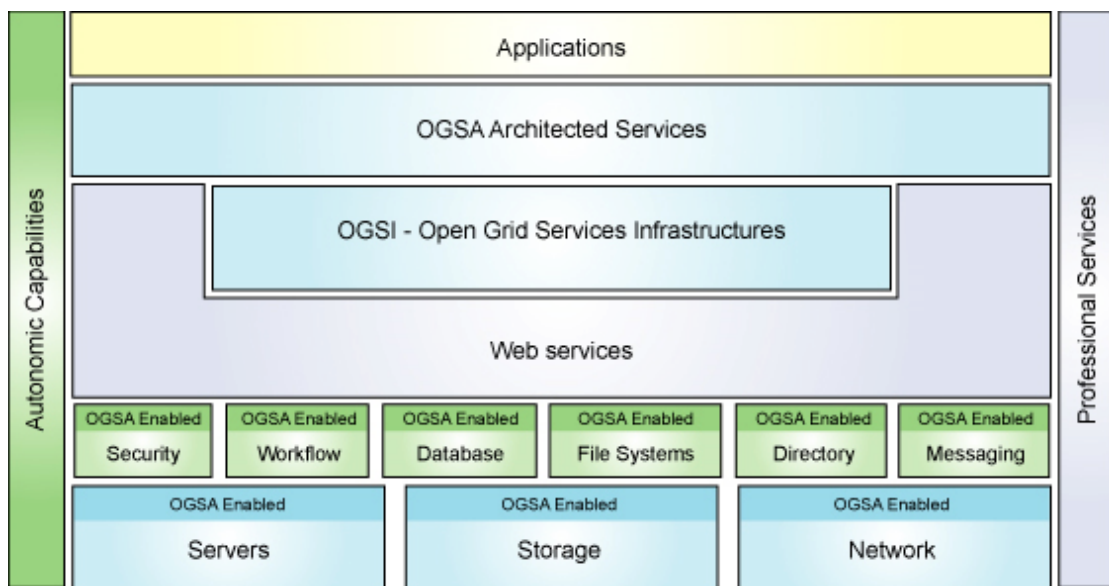 Autonomic Capabilities
Applications
OGSA Architected Services
OGSI - Open Grid Services Infrastructures
Web services
OGSA Enabled
Security
OGSA Enabled
Workflow
OGSA Enabled
Database
OGSA Enabled
File Systems
OGSA Enabled
Directory
OGSA Enabled
Messaging
OGSA Enabled
Servers
OGSA Enabled
Storage
OGSA Enabled
Network
Professional Services